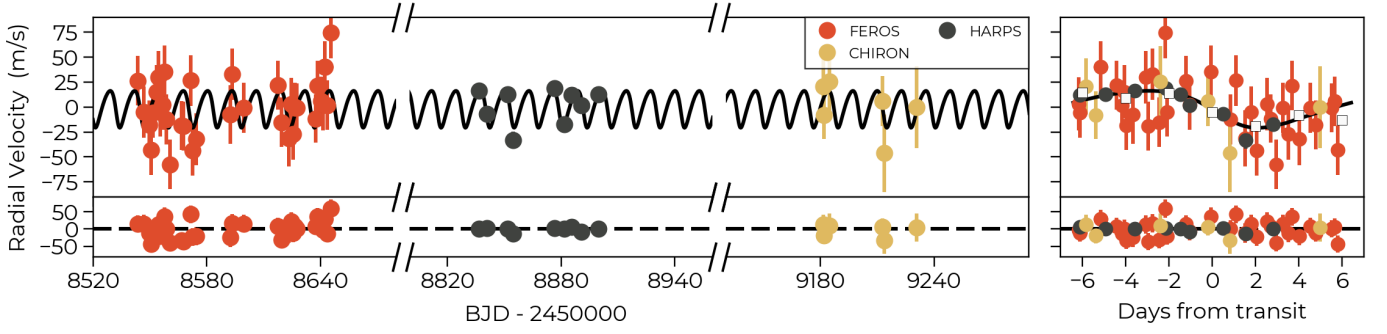 Radial Velocity (m/s)
75
50
25
0
−25
−50
−75
50
0
−50
FEROS
CHIRON
HARPS
8520 8580 8640 8820 8880 8940 9180 9240
BJD - 2450000
−6 −4 −2 0 2 4 6
Days from transit